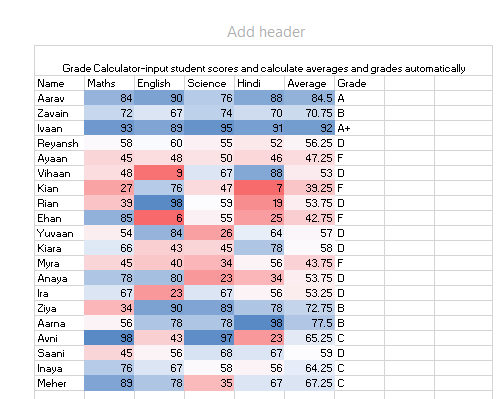 Add header
Grade Calculator-input student scores and calculate averages and grades automatically
Name Maths English Science Hindi Average Grade
Aarav 84 90 76 88 84.5 A
Zavain 72 67 74 70 70.75 B
Ivaan 93 89 95 91 92 A+
Reyansh 58 60 55 52 56.25 D
Ayaan 45 48 50 46 47.25 F
Vihaan 48 9 67 88 53 D
Kian 27 76 47 7 39.25 F
Rian 39 98 59 19 53.75 D
Ehan 85 6 55 25 42.75 F
Yuvaan 54 84 26 64 57 D
Kiara 66 43 45 78 58 D
Myra 45 40 34 56 43.75 F
Anaya 78 80 23 34 53.75 D
Ira 67 23 67 56 53.25 D
Ziya 34 90 89 78 72.75 B
Aarna 56 78 78 98 77.5 B
Avni 98 43 97 23 65.25 C
Saani 45 56 68 67 59 D
Inaya 76 67 58 56 64.25 C
Meher 89 78 35 67 67.25 C